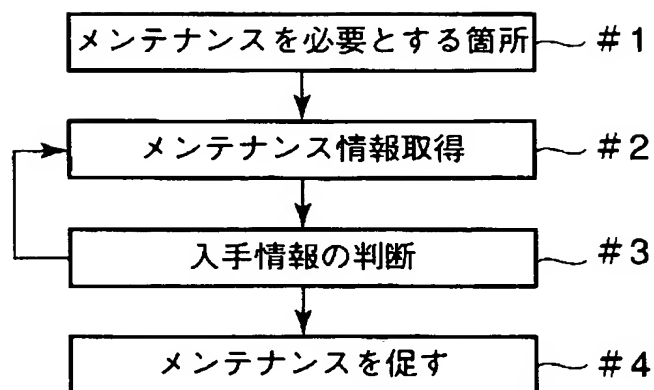 メンテナンスを必要とする箇所 #1
メンテナンス情報取得 #2
入手情報の判断 #3
メンテナンスを促す #4